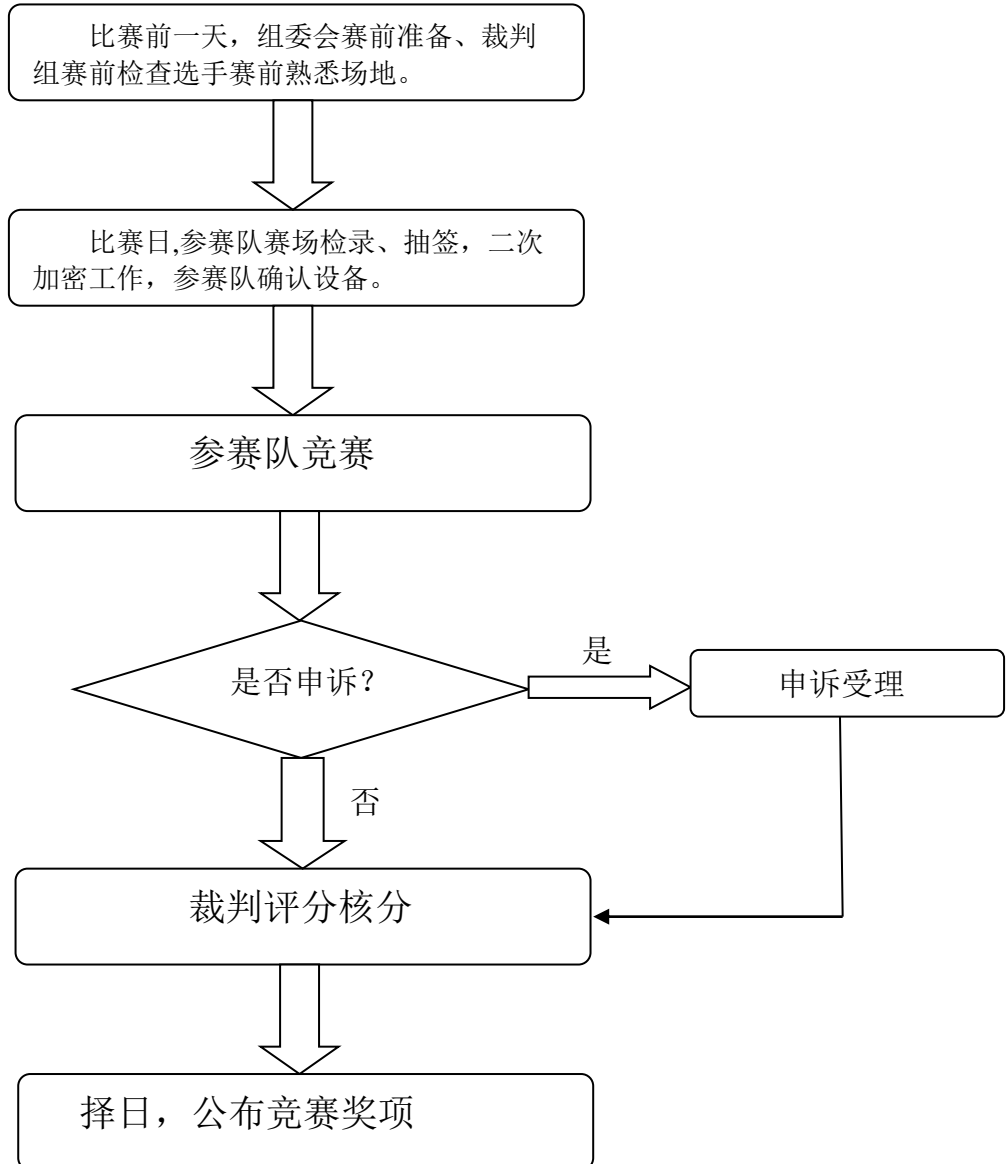 比赛前一天，组委会赛前准备、裁判
组赛前检查选手赛前熟悉场地。
比赛日,参赛队赛场检录、抽签，二次
加密工作，参赛队确认设备。
参赛队竞赛
是否申诉？
是
申诉受理
否
裁判评分核分
择日，公布竞赛奖项